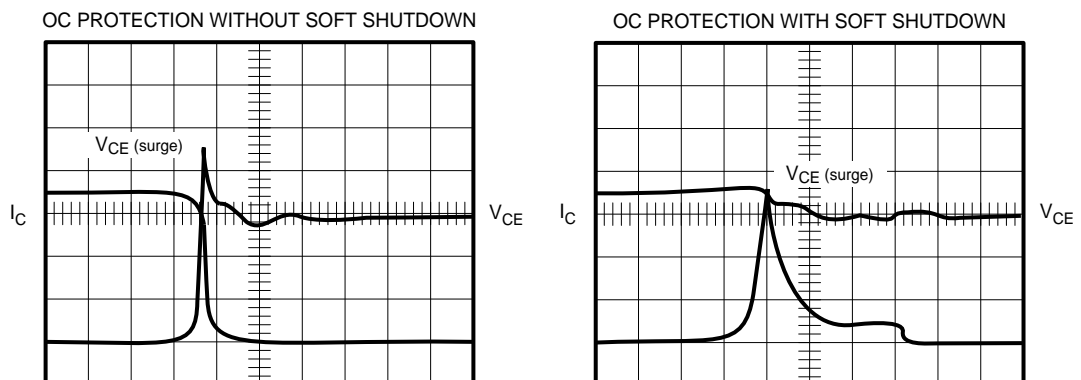 OC PROTECTION WITHOUT SOFT SHUTDOWN
VCE (surge)
IC
VCE
OC PROTECTION WITH SOFT SHUTDOWN
VCE (surge)
IC
VCE